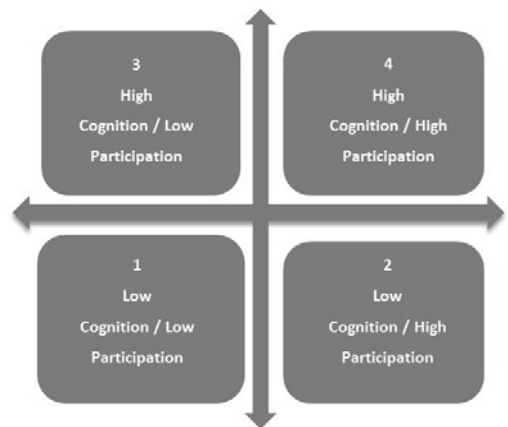 3
High
Cognition / Low
Participation
4
High
Cognition / High
Participation
1
Low
Cognition / Low
Participation
2
Low
Cognition / High
Participation